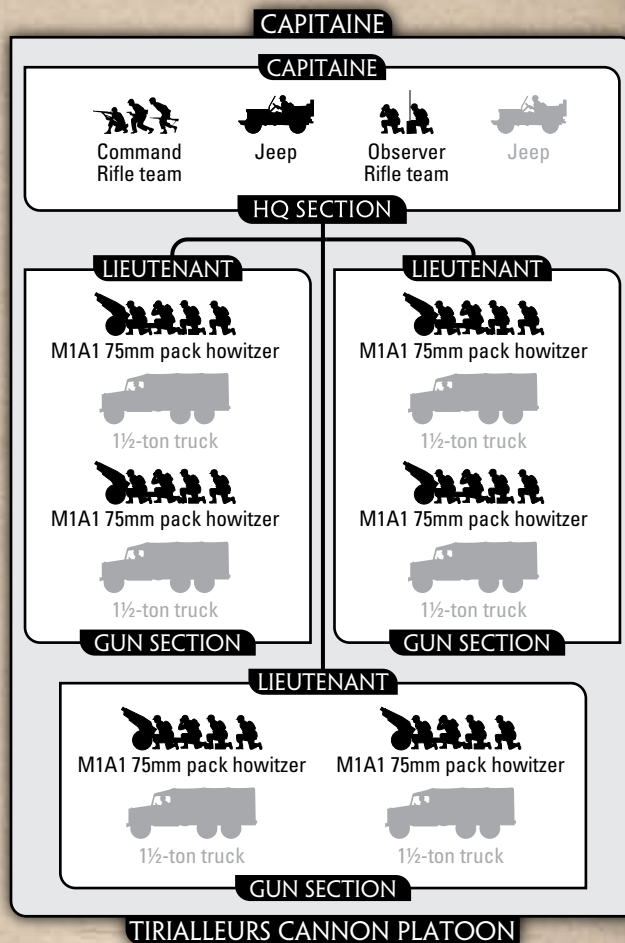 CAPITAINE
CAPITAINE
Command
Rifle team
Jeep
Observer
Rifle team
Jeep
HQ SECTION
LIEUTENANT
M1A1 75mm pack howitzer
1½-ton truck
M1A1 75mm pack howitzer
1½-ton truck
GUN SECTION
LIEUTENANT
M1A1 75mm pack howitzer
1½-ton truck
M1A1 75mm pack howitzer
1½-ton truck
GUN SECTION
LIEUTENANT
M1A1 75mm pack howitzer
M1A1 75mm pack howitzer
1½-ton truck
1½-ton truck
GUN SECTION
TIRIALLEURS CANNON PLATOON